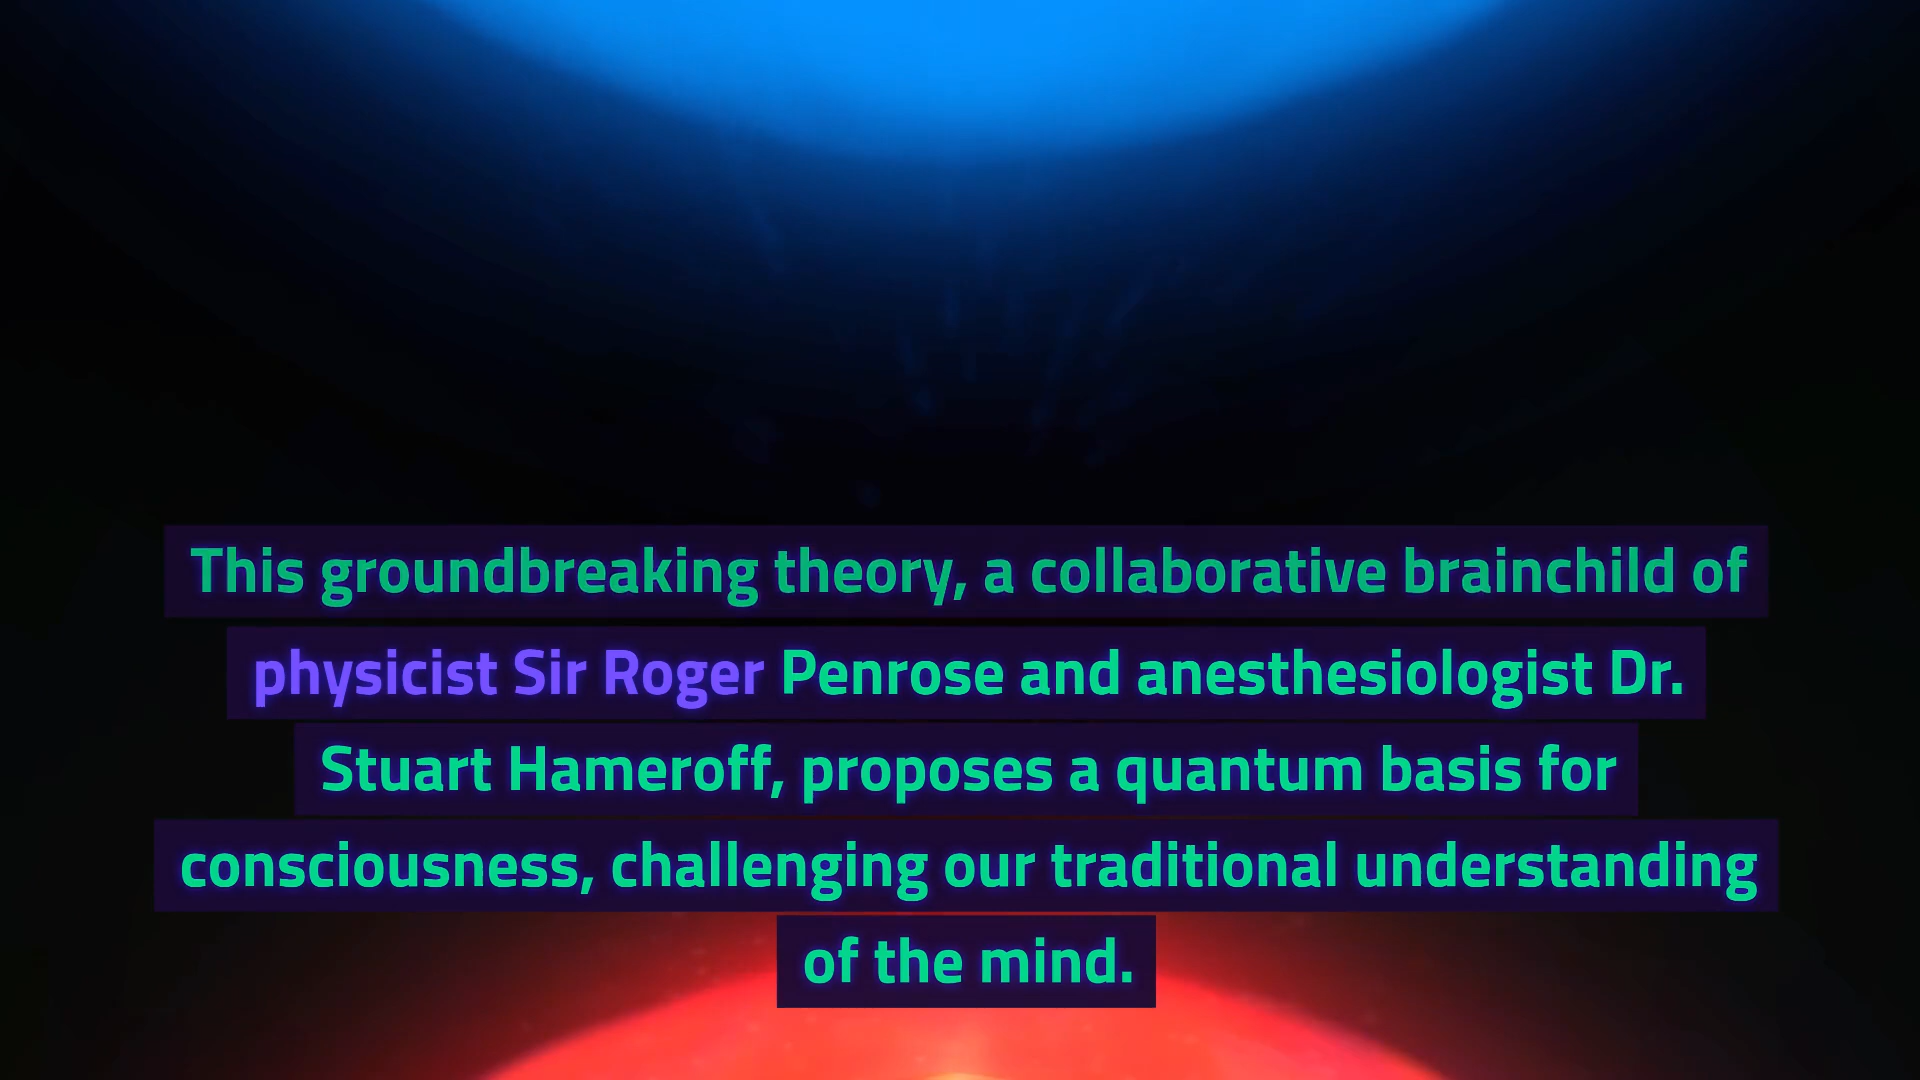 This groundbreaking theory, a collaborative brainchild of
physicist Sir Roger Penrose and anesthesiologist Dr.
Stuart Hameroff, proposes a quantum basis for
consciousness, challenging our traditional understanding
of the mind.